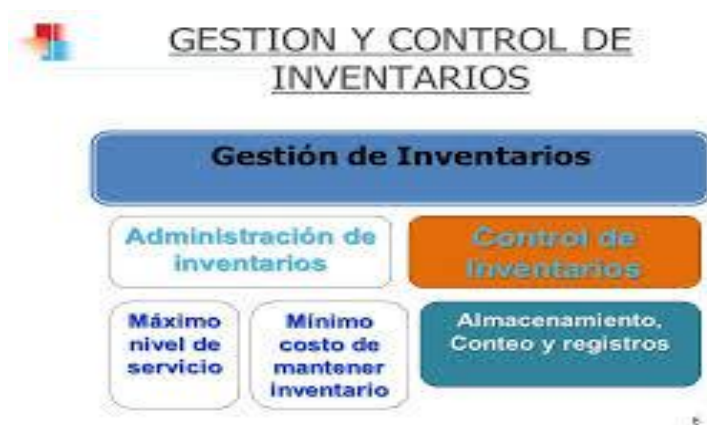 GESTION Y CONTROL DE
INVENTARIOS
Gestión de Inventarios
Administración de
inventarios
Control de
Inventarios
Máximo
nivel de
servicio
Mínimo
costo de
mantener
inventario
Almacenamiento,
Conteo y registros